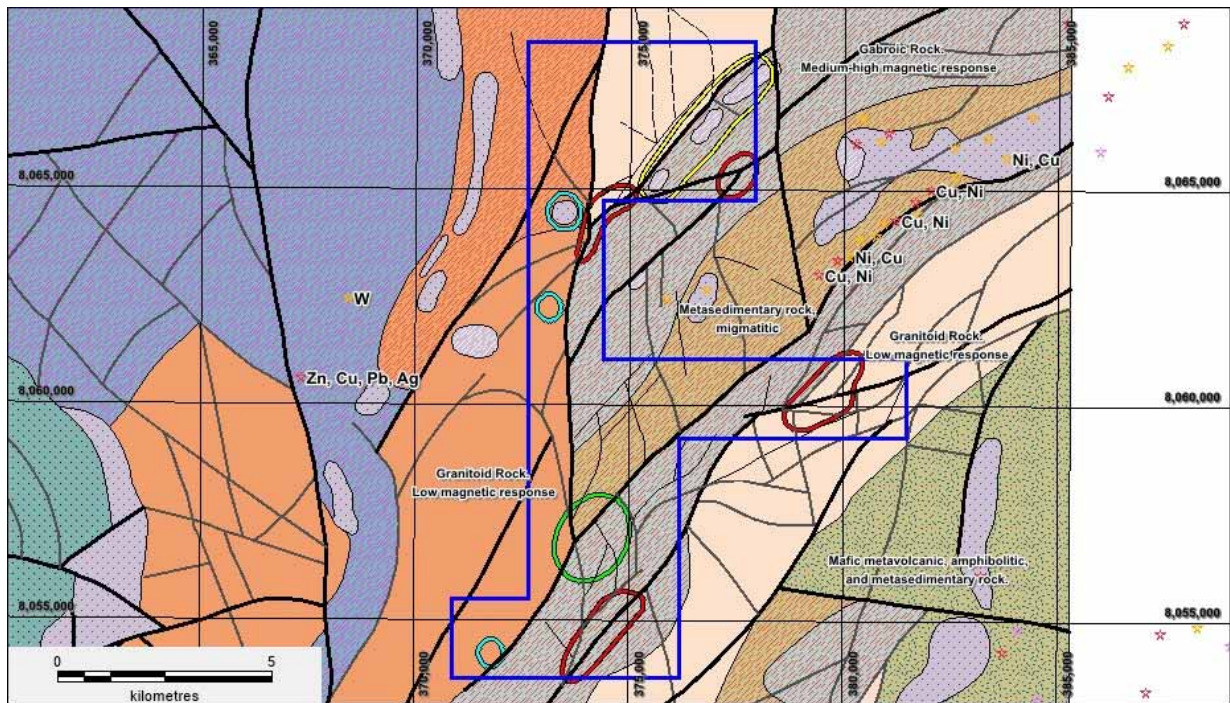 365,000
370,000
375,000
385,000
Gabroic Rock.
Medium-high magnetic response
8,065,000
8,065,000
Ni, Cu
Cu, Ni
Cu, Ni
Ni, Cu
Cu, Ni
W
Metasedimentary rock,
migmatitic
Granitoid Rock.
Low magnetic response
Zn, Cu, Pb, Ag
8,060,000
8,060,000
Granitoid Rock.
Low magnetic response
Mafic metavolcanic, amphibolitic,
and metasedimentary rock.
8,055,000
8,055,000
370,000
375,000
380,000
385,000
0 5
kilometres